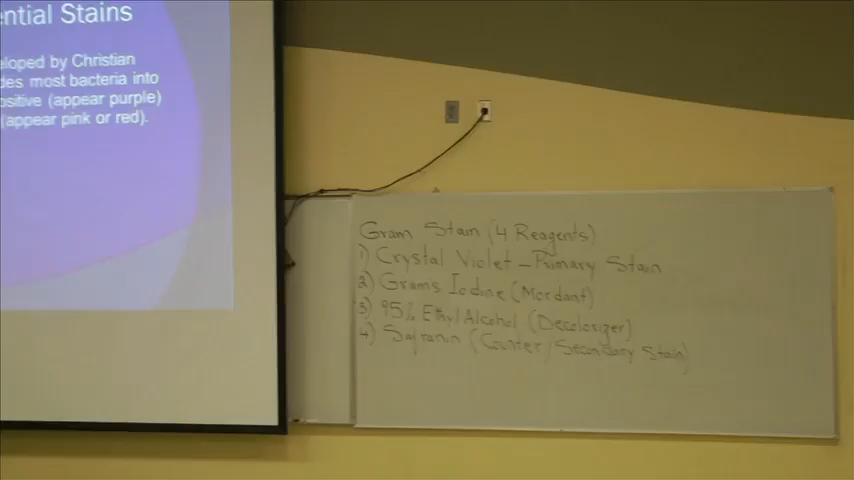 ential Stains
eloped by Christian
des most bacteria into
ositive (appear purple)
(appear pink or red).
Gram Stain (4 Reagents)
1) Crystal Violet - Primary Stain
2) Grams Iodine (Mordant)
3) 95% Ethyl Alcohol (Decolorizer)
4) Safranin (Counter/Secondary Stain)